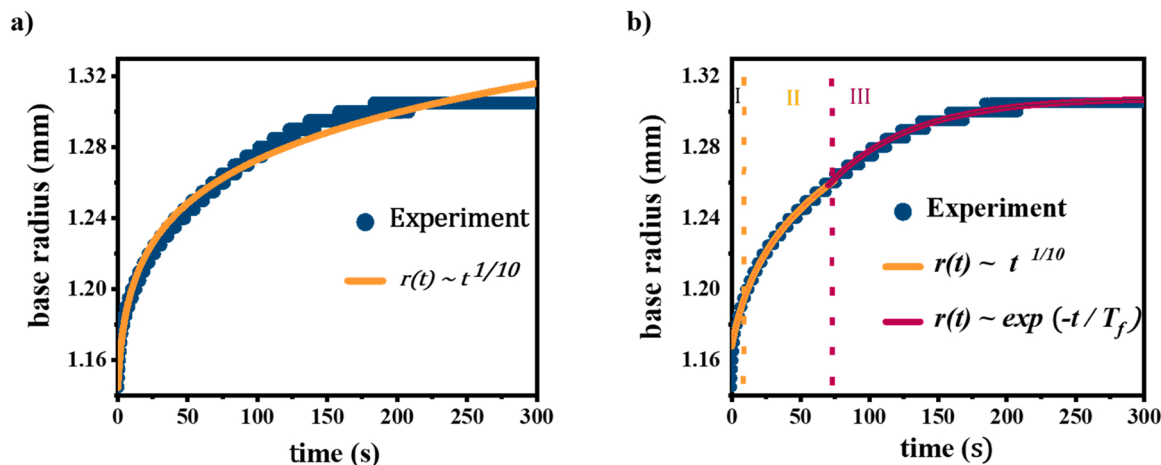 a)
1.32
1.28
1.24
1.20
1.16
base radius (mm)
Experiment
r(t) ~ t 1/10
0
50
100
150
200
250
300
time (s)
b)
1.32
1.28
1.24
1.20
1.16
base radius (mm)
I
II
III
Experiment
r(t) ~ t 1/10
r(t) ~ exp (-t / Tf)
0
50
100
150
200
250
300
time (s)